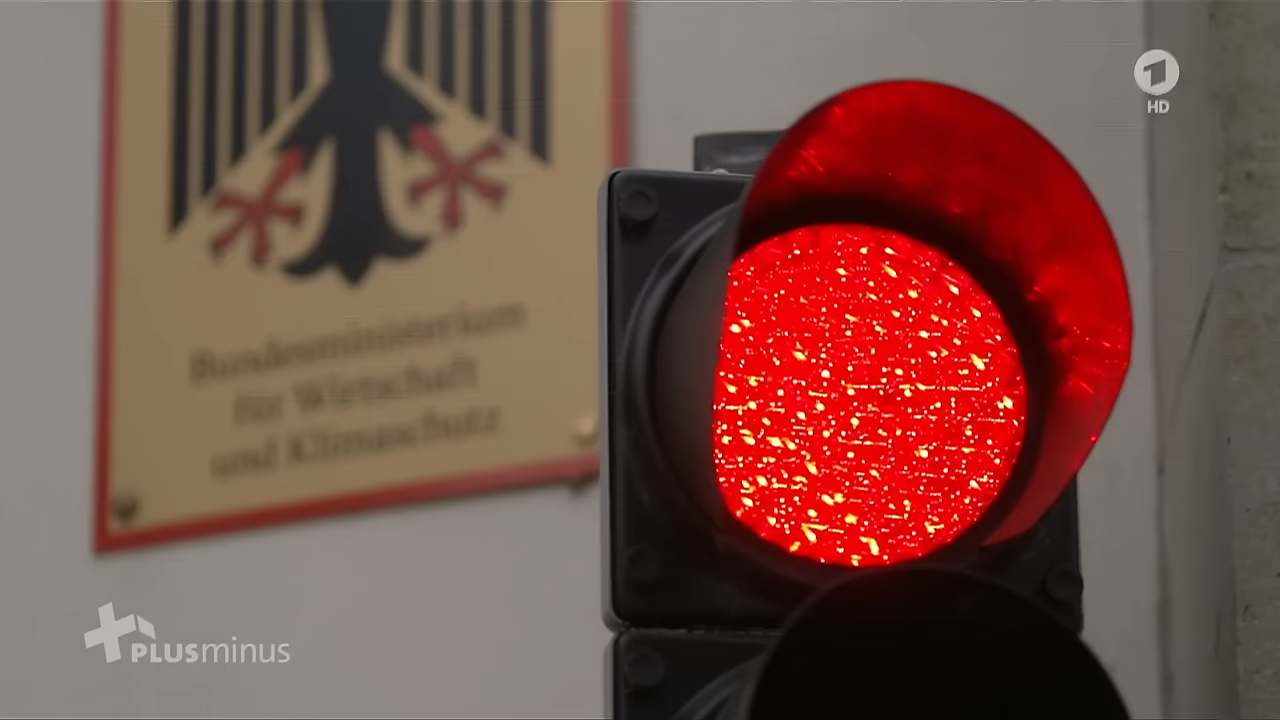 1
HD
Bundesministerium
für Wirtschaft
und Klimaschutz
PLUSminus